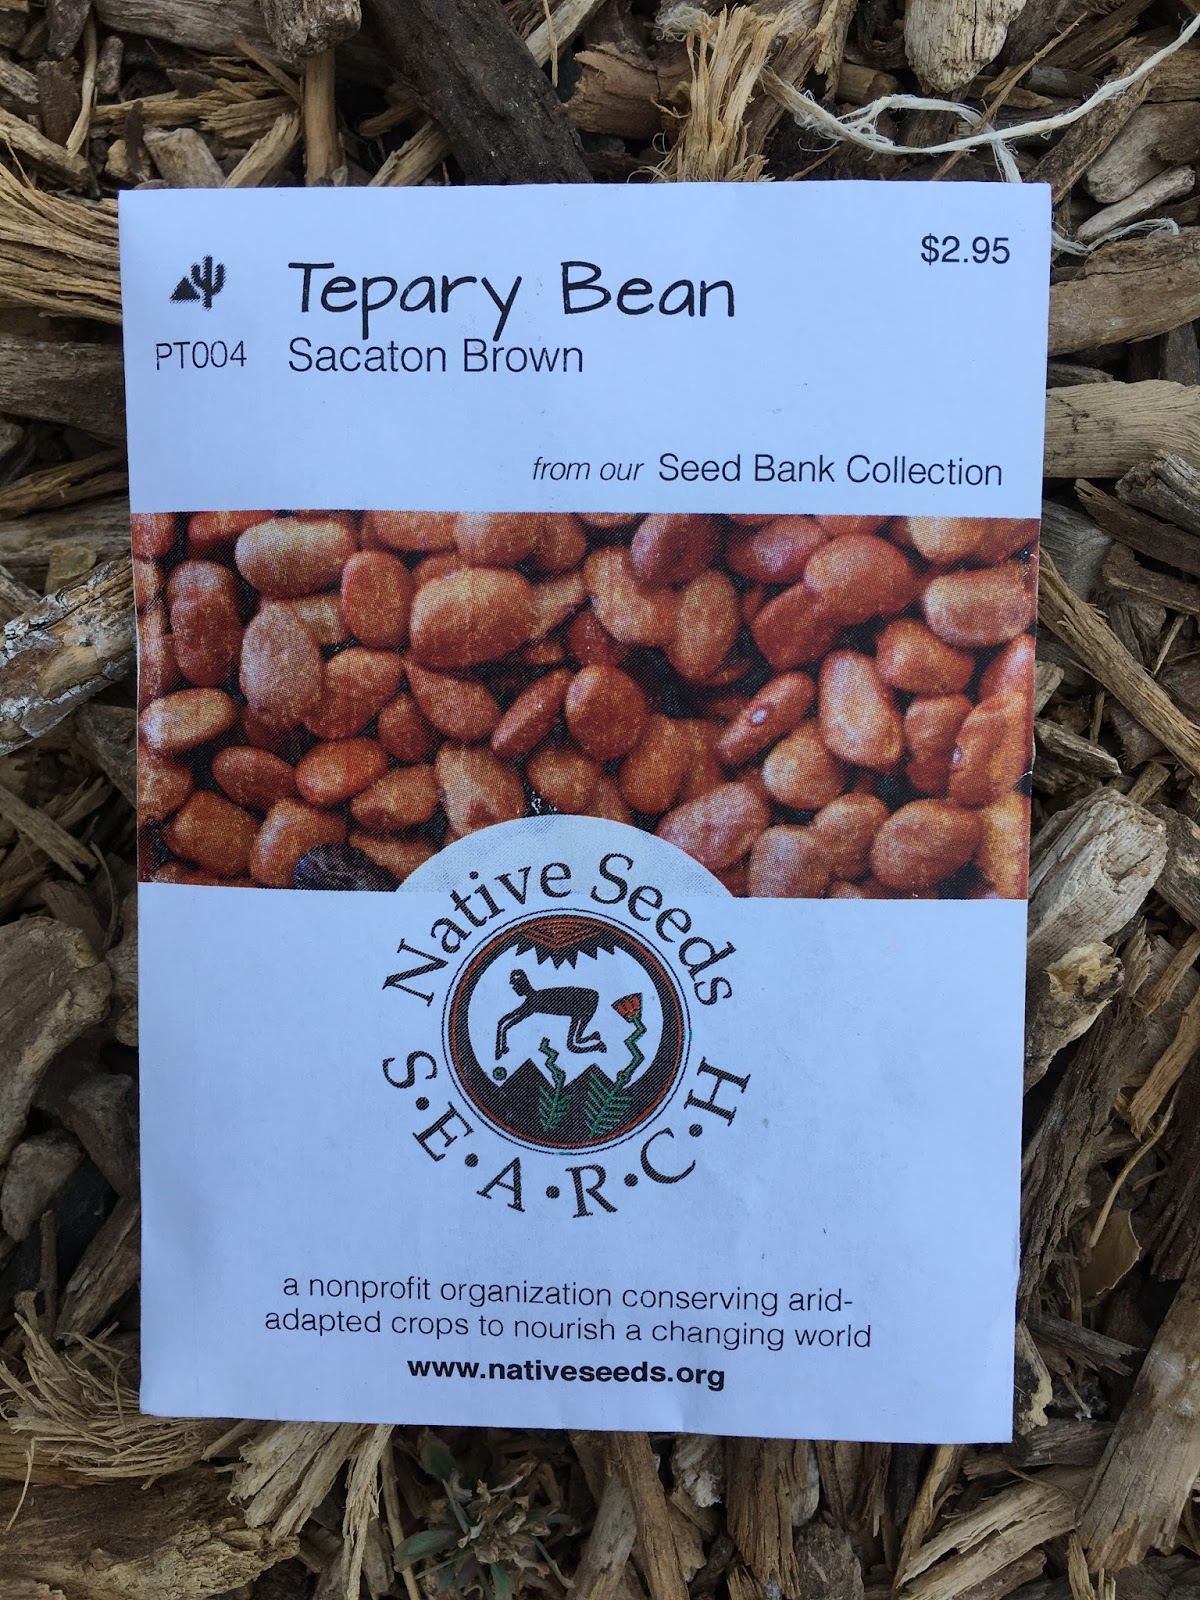 $2.95
Tepary Bean
PT004 Sacaton Brown
from our Seed Bank Collection
Native Seeds
S•E•A•R•C•H
a nonprofit organization conserving arid-
adapted crops to nourish a changing world
www.nativeseeds.org